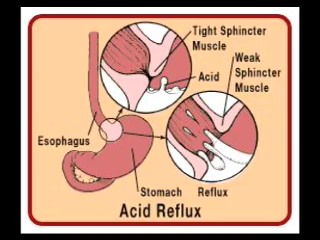 Tight Sphincter
Muscle
Acid
Weak
Sphincter
Muscle
Esophagus
Stomach
Reflux
Acid Reflux